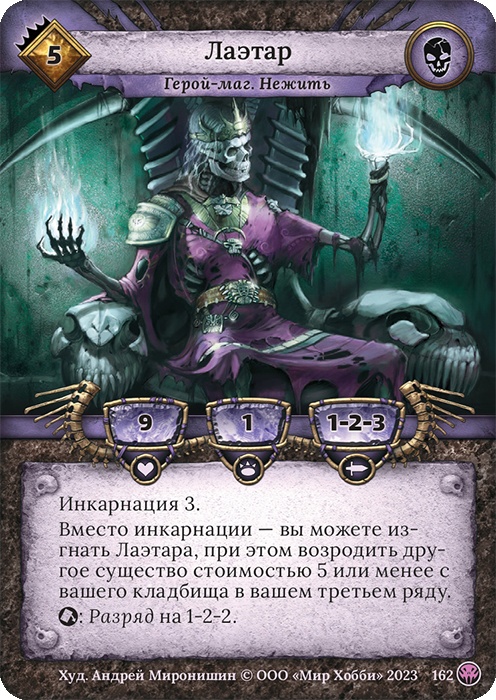 5
Лаэтар
Герой-маг. Нежить
9
1
1-2-3
Инкарнация 3.
Вместо инкарнации — вы можете из-
гнать Лаэтара, при этом возродить дру-
гое существо стоимостью 5 или менее с
вашего кладбища в вашем третьем ряду.
: Разряд на 1-2-2.
Худ. Андрей Миронишин © ООО «Мир Хобби» 2023 162